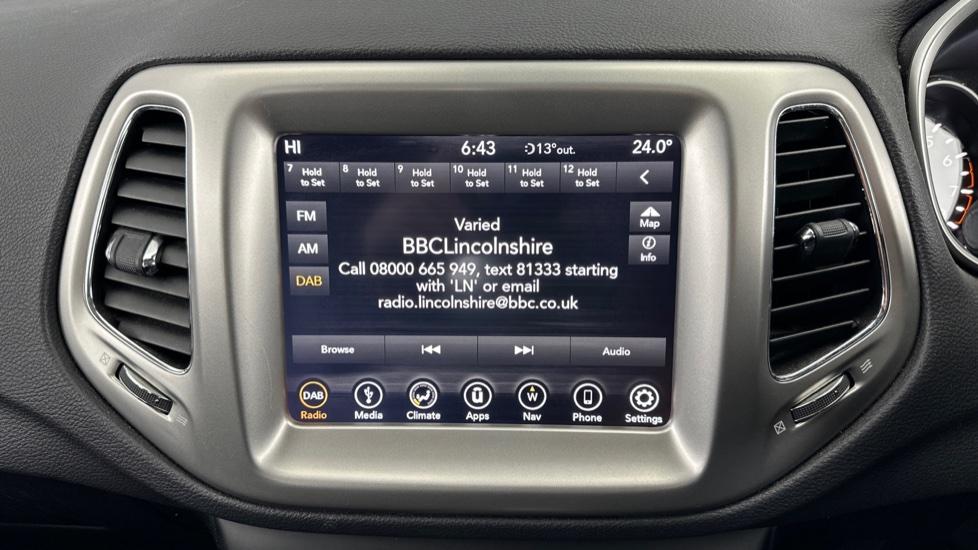 HI 6:43 13°out. 24.0°
7 Hold to Set 8 Hold to Set 9 Hold to Set 10 Hold to Set 11 Hold to Set 12 Hold to Set
FM
AM
DAB
Map
Info
Varied
BBCLincolnshire
Call 08000 665 949, text 81333 starting
with 'LN' or email
radio.lincolnshire@bbc.co.uk
Browse Audio
DAB W
Radio Media Climate Apps Nav Phone Settings